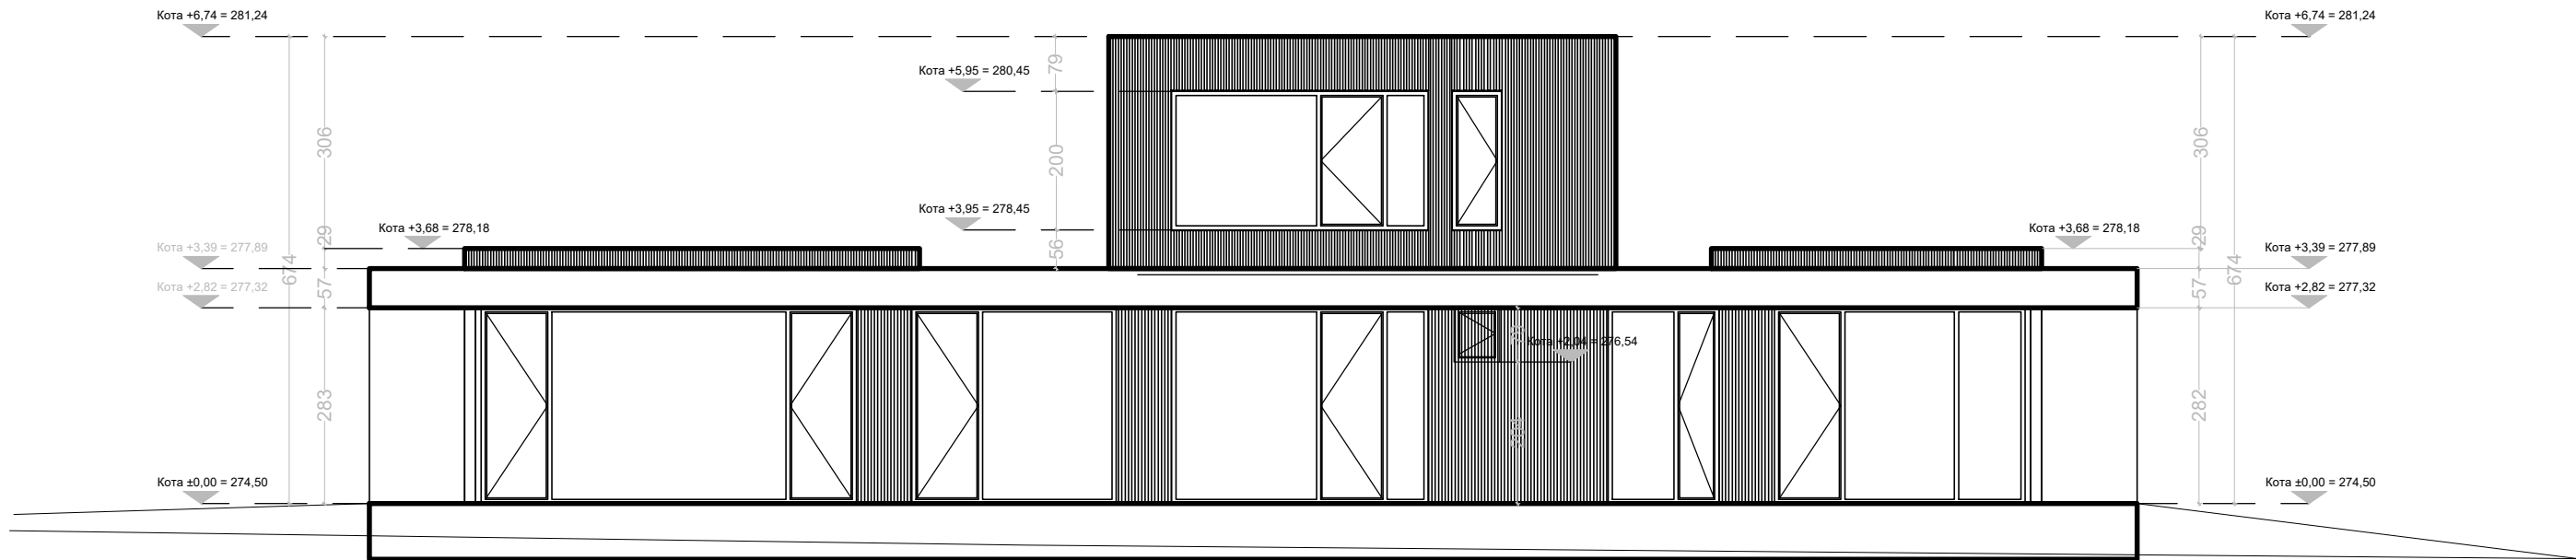 Кота +6,74 = 281,24
Кота +6,74 = 281,24
Кота +5,95 = 280,45
79
306
306
200
Кота +3,95 = 278,45
Кота +3,68 = 278,18
Кота +3,68 = 278,18
29
29
56
Кота +3,39 = 277,89
Кота +3,39 = 277,89
674
674
57
57
Кота +2,82 = 277,32
Кота +2,82 = 277,32
Кота +2,04 = 276,54
283
282
Кота ±0,00 = 274,50
Кота ±0,00 = 274,50